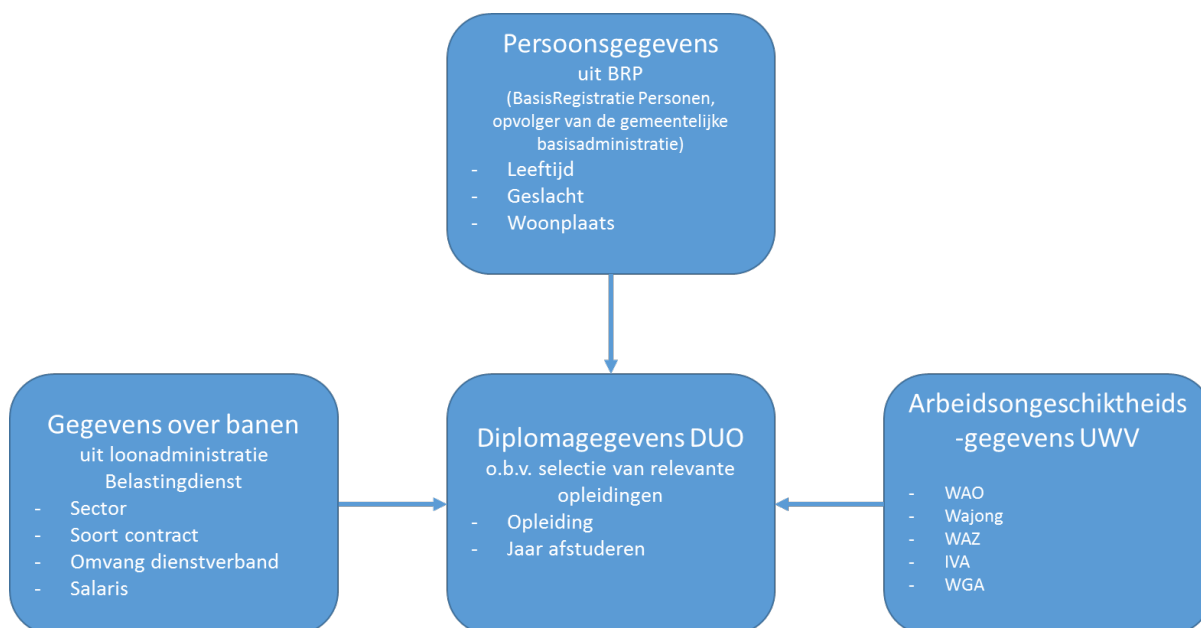 Persoonsgegevens
uit BRP
(BasisRegistratie Personen,
opvolger van de gemeentelijke
basisadministratie)
- Leeftijd
- Geslacht
- Woonplaats
Gegevens over banen
uit loonadministratie
Belastingdienst
- Sector
- Soort contract
- Omvang dienstverband
- Salaris
Diplomagegevens DUO
o.b.v. selectie van relevante
opleidingen
- Opleiding
- Jaar afstuderen
Arbeidsongeschiktheids
-gegevens UWV
- WAO
- Wajong
- WAZ
- IVA
- WGA